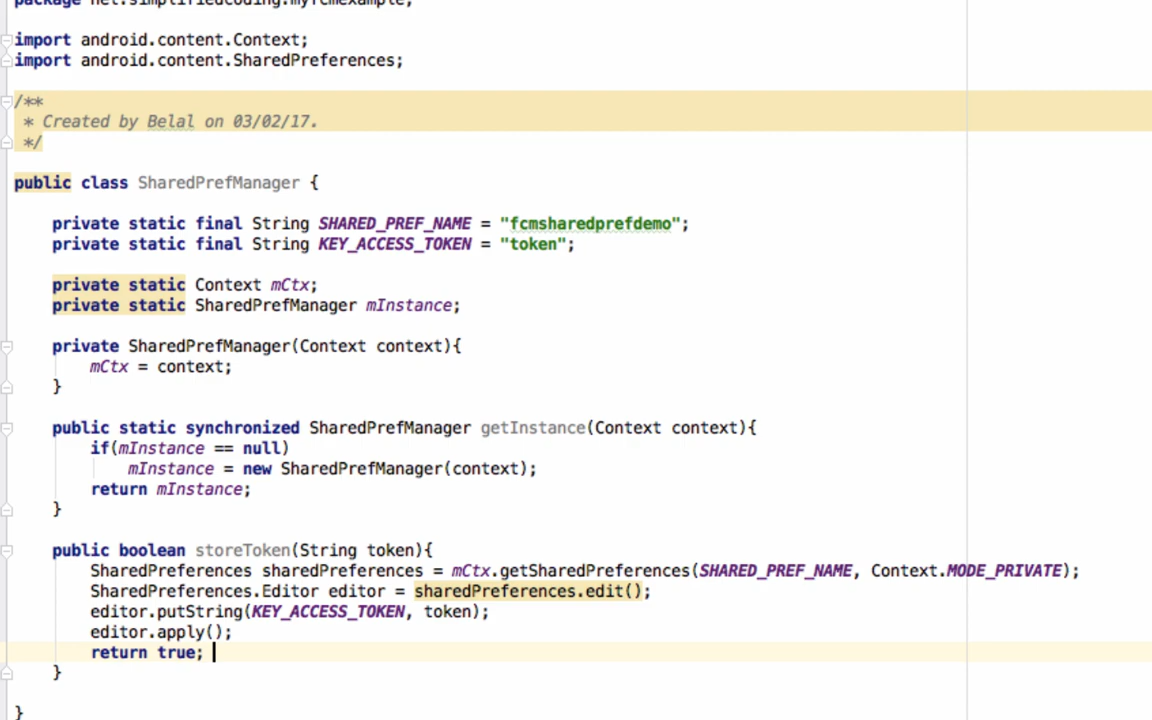 package net.simplifiedcoding.myfcmexample;
import android.content.Context;
import android.content.SharedPreferences;
/**
* Created by Belal on 03/02/17.
*/
public class SharedPrefManager {
private static final String SHARED_PREF_NAME = "fcmsharedprefdemo";
private static final String KEY_ACCESS_TOKEN = "token";
private static Context mCtx;
private static SharedPrefManager mInstance;
private SharedPrefManager(Context context){
mCtx = context;
}
public static synchronized SharedPrefManager getInstance(Context context){
if(mInstance == null)
mInstance = new SharedPrefManager(context);
return mInstance;
}
public boolean storeToken(String token){
SharedPreferences sharedPreferences = mCtx.getSharedPreferences(SHARED_PREF_NAME, Context.MODE_PRIVATE);
SharedPreferences.Editor editor = sharedPreferences.edit();
editor.putString(KEY_ACCESS_TOKEN, token);
editor.apply();
return true;
}
}